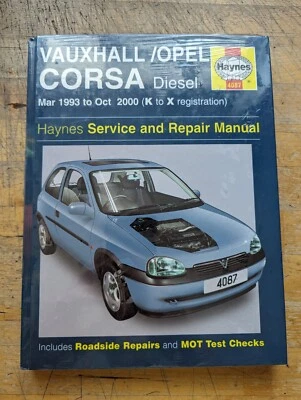 VAUXHALL/OPEL
CORSA Diesel
Haynes
4087
Mar 1993 to Oct 2000 (K to X registration)
Haynes Service and Repair Manual
4087
Includes Roadside Repairs and MOT Test Checks